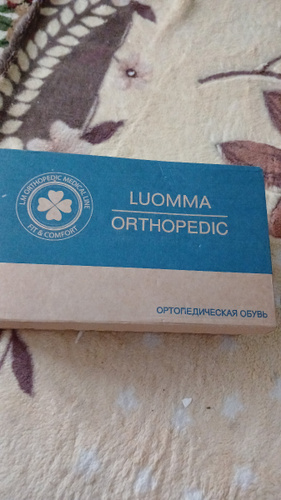 LM ORTHOPEDIC MEDICAL LINE
FIT & COMFORT
LUOMMA
ORTHOPEDIC
ОРТОПЕДИЧЕСКАЯ ОБУВЬ